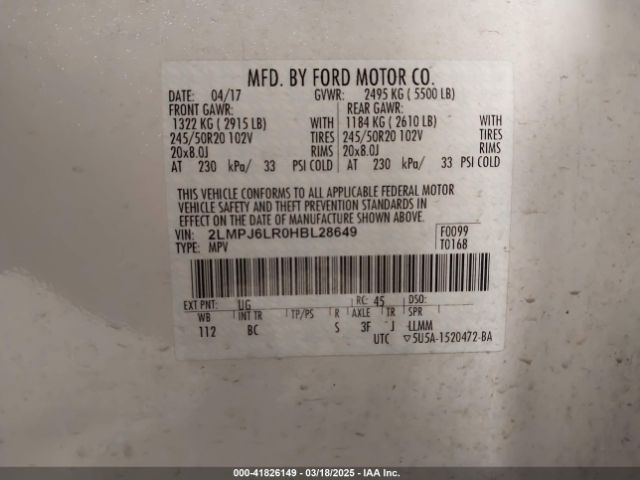 MFD. BY FORD MOTOR CO.
DATE: 04/17 GVWR: 2495 KG ( 5500 LB)
FRONT GAWR: REAR GAWR:
1322 KG ( 2915 LB) WITH 1184 KG ( 2610 LB) WITH
245/50R20 102V TIRES 245/50R20 102V TIRES
20x8.0J RIMS 20x8.0J RIMS
AT 230 kPa/ 33 PSI COLD AT 230 kPa/ 33 PSI COLD
THIS VEHICLE CONFORMS TO ALL APPLICABLE FEDERAL MOTOR
VEHICLE SAFETY AND THEFT PREVENTION STANDARDS IN
EFFECT ON THE DATE OF MANUFACTURE SHOWN ABOVE.
VIN: 2LMPJ6LR0HBL28649 F0099
TYPE: MPV T0168
EXT PNT: UG RC: 45 DSO:
WB INT TR TP/PS R AXLE TR SPR
112 BC S 3F J LLMM
UTC ▽5U5A-1520472-BA
000-41826149 — 03/18/2025 — IAA Inc.